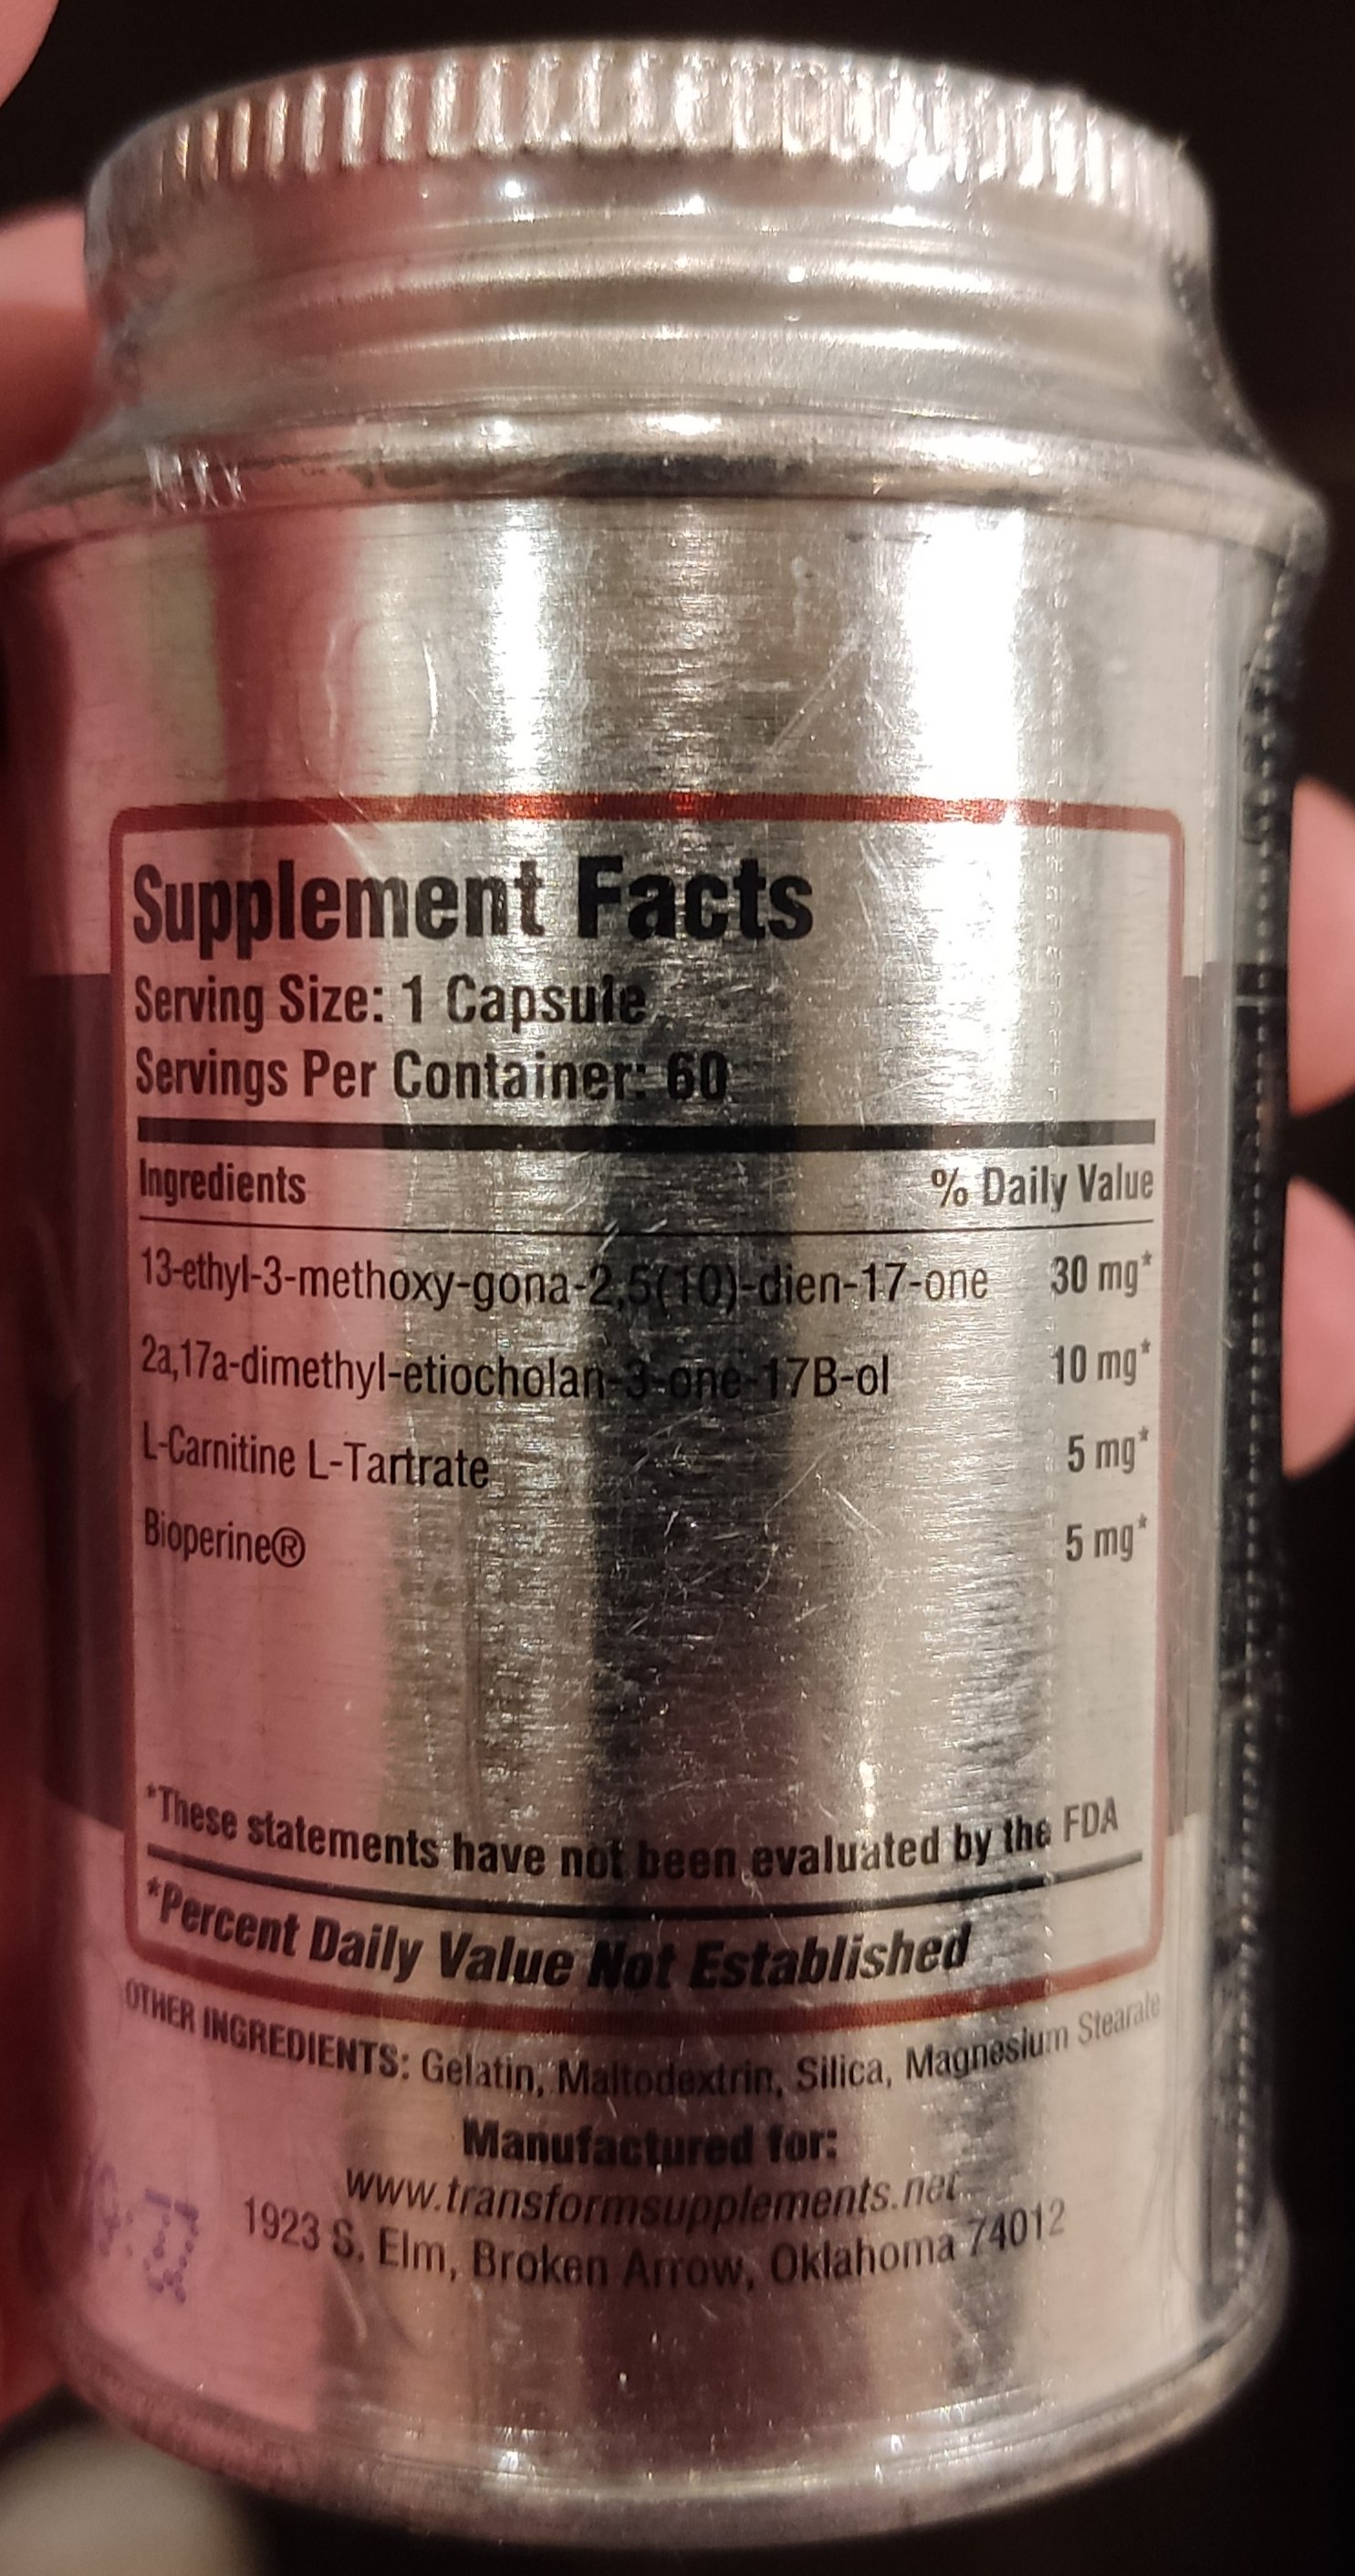 Supplement Facts
Serving Size: 1 Capsule
Servings Per Container: 60
Ingredients % Daily Value
13-ethyl-3-methoxy-gona-2,5(10)-dien-17-one 30 mg*
2a,17a-dimethyl-etiocholan-3-one-17B-ol 10 mg*
L-Carnitine L-Tartrate 5 mg*
Bioperine® 5 mg*
*These statements have not been evaluated by the FDA
*Percent Daily Value Not Established
OTHER INGREDIENTS: Gelatin, Maltodextrin, Silica, Magnesium Stearate
Manufactured for:
www.transformsupplements.net
1923 S. Elm, Broken Arrow, Oklahoma 74012